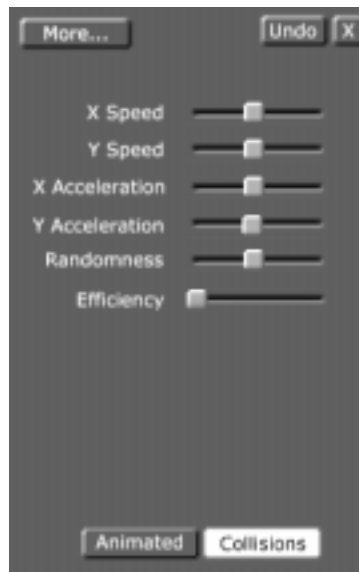 More... Undo X
X Speed
Y Speed
X Acceleration
Y Acceleration
Randomness
Efficiency
Animated Collisions